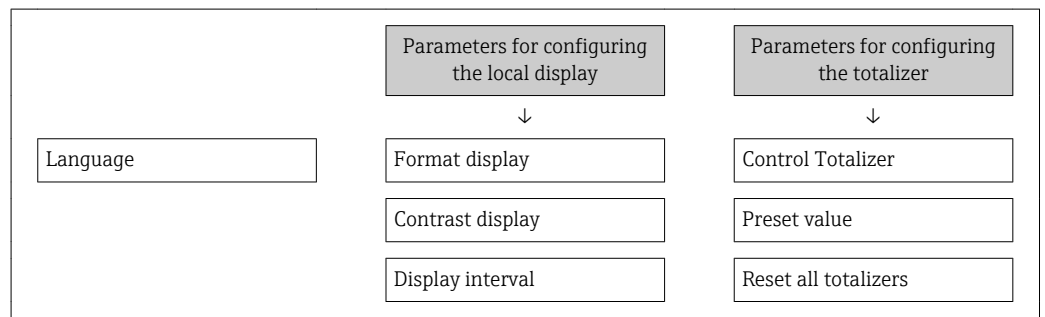 Parameters for configuring
the local display
Parameters for configuring
the totalizer
↓
↓
Language
Format display
Control Totalizer
Contrast display
Preset value
Display interval
Reset all totalizers